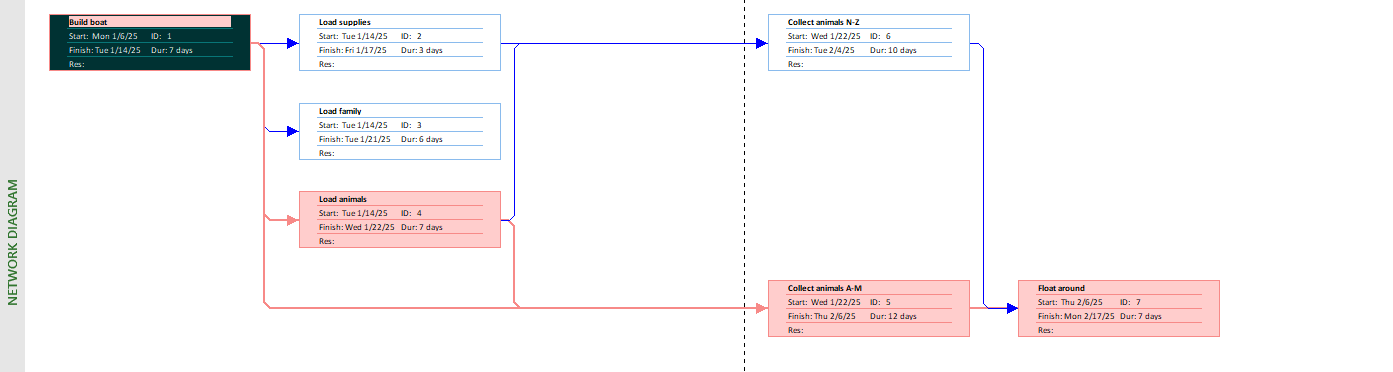 NETWORK DIAGRAM
Build boat
Start: Mon 1/6/25 ID: 1
Finish: Tue 1/14/25 Dur: 7 days
Res:
Load supplies
Start: Tue 1/14/25 ID: 2
Finish: Fri 1/17/25 Dur: 3 days
Res:
Collect animals N-Z
Start: Wed 1/22/25 ID: 6
Finish: Tue 2/4/25 Dur: 10 days
Res:
Load family
Start: Tue 1/14/25 ID: 3
Finish: Tue 1/21/25 Dur: 6 days
Res:
Load animals
Start: Tue 1/14/25 ID: 4
Finish: Wed 1/22/25 Dur: 7 days
Res:
Collect animals A-M
Start: Wed 1/22/25 ID: 5
Finish: Thu 2/6/25 Dur: 12 days
Res:
Float around
Start: Thu 2/6/25 ID: 7
Finish: Mon 2/17/25 Dur: 7 days
Res: